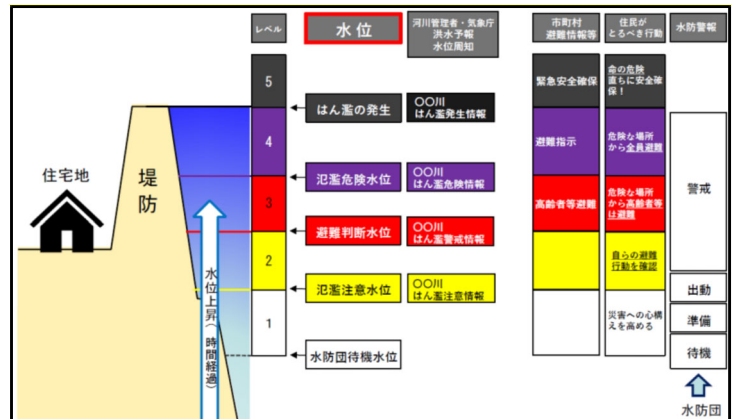 レベル
水位
河川管理者・気象庁
洪水予報
水位周知
市町村
避難情報等
住民が
とるべき行動
水防警報
5
はん濫の発生
〇〇川
はん濫発生情報
緊急安全確保
命の危険
直ちに安全確
保！
4
氾濫危険水位
〇〇川
はん濫危険情報
避難指示
危険な場所
から全員避難
3
避難判断水位
〇〇川
はん濫警戒情報
高齢者等避難
危険な場所
から高齢者等
は避難
警戒
2
氾濫注意水位
〇〇川
はん濫注意情報
自らの避難
行動を確認
出動
1
災害への心構
えを高める
準備
水防団待機水位
待機
水防団
住宅地
堤防
水位上昇（時間経過）